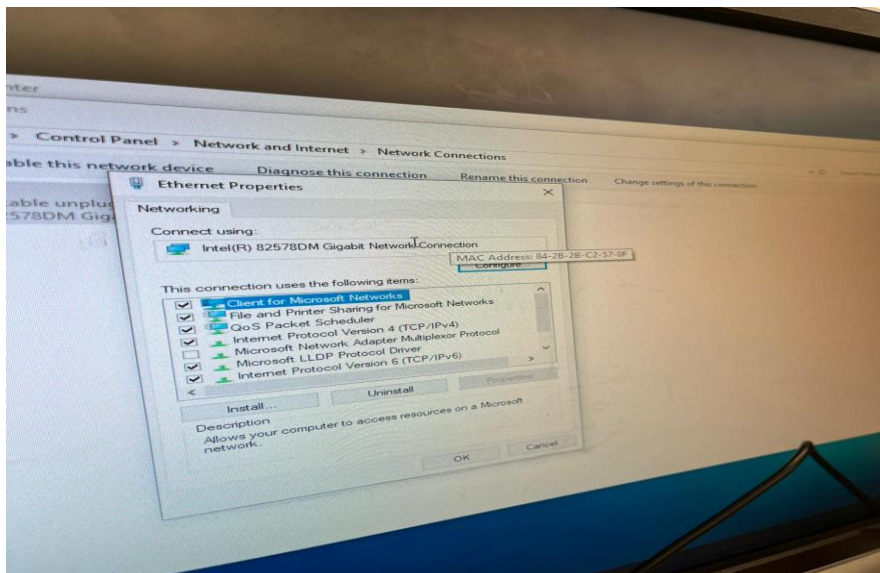 nter
ns
> Control Panel > Network and Internet > Network Connections
able this network device Diagnose this connection Rename this connection Change settings of this connection
able unplu
2578DM Gig
Ethernet Properties
Networking
Connect using:
Intel(R) 82578DM Gigabit Network Connection
MAC Address: 84-2B-2B-C2-57-0F
Configure...
This connection uses the following items:
Client for Microsoft Networks
File and Printer Sharing for Microsoft Networks
QoS Packet Scheduler
Internet Protocol Version 4 (TCP/IPv4)
Microsoft Network Adapter Multiplexor Protocol
Microsoft LLDP Protocol Driver
Internet Protocol Version 6 (TCP/IPv6)
Install... Uninstall Properties
Description
Allows your computer to access resources on a Microsoft
network.
OK Cancel